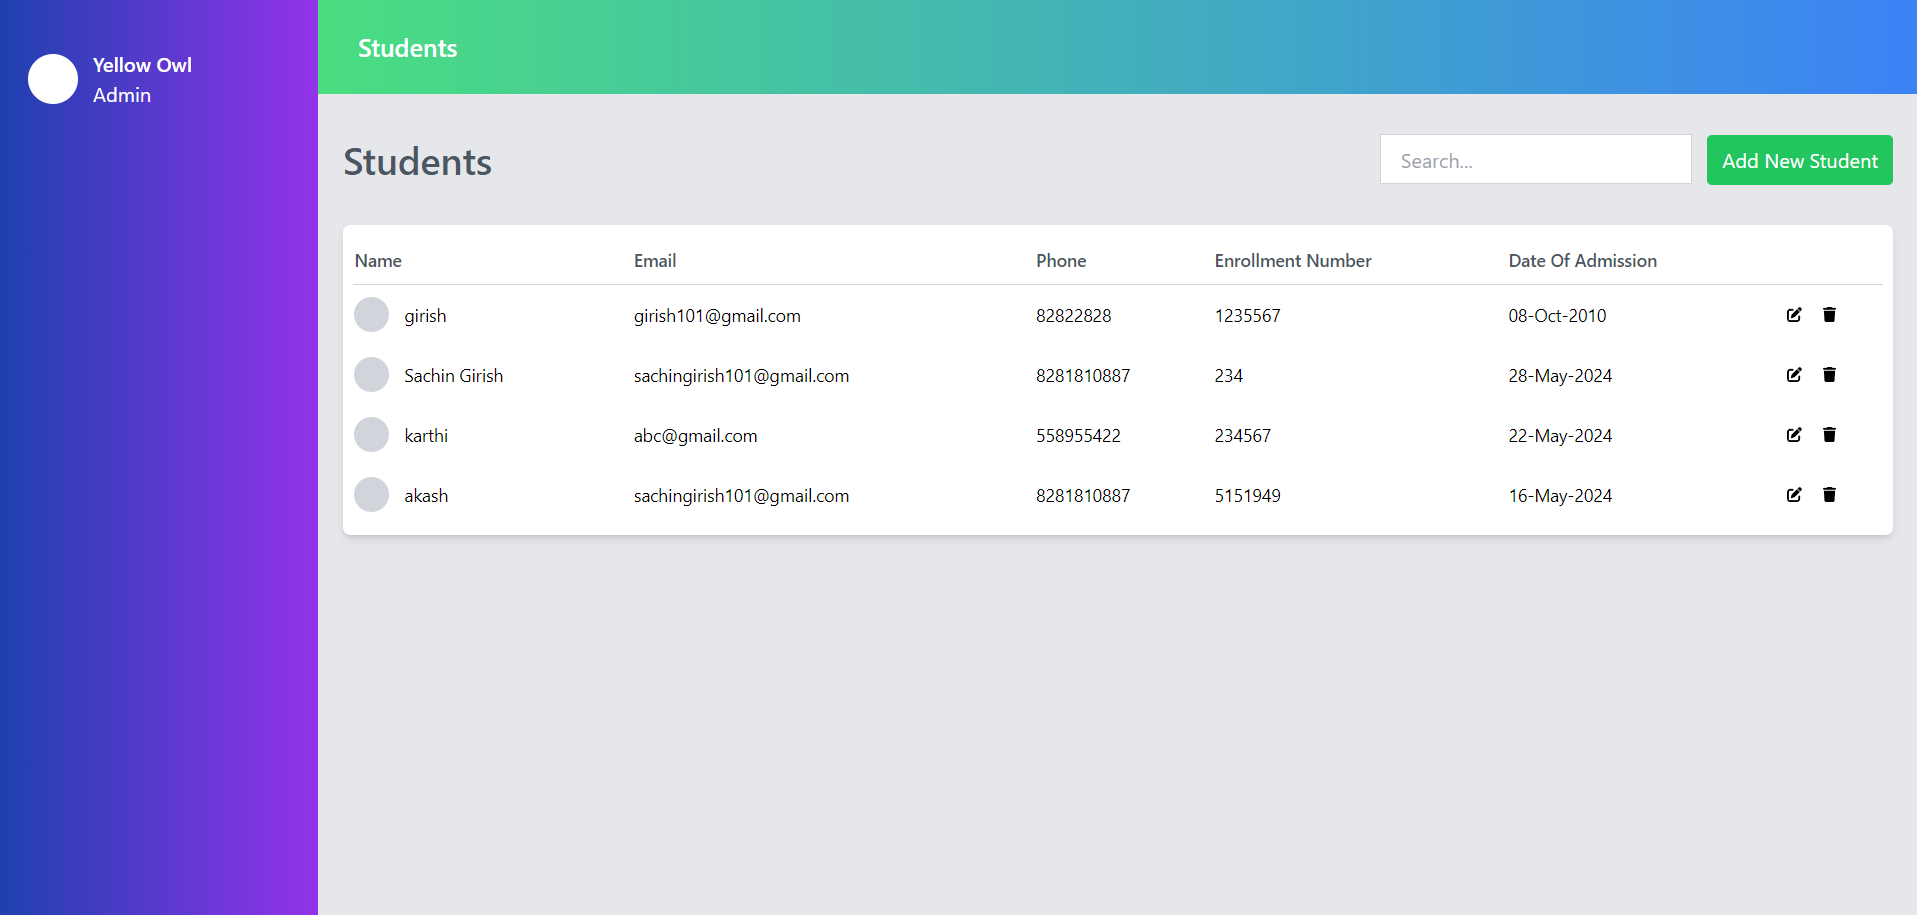 Yellow Owl
Admin
Students
Students
Search...
Add New Student
Name Email Phone Enrollment Number Date Of Admission
girish girish101@gmail.com 82822828 1235567 08-Oct-2010
Sachin Girish sachingirish101@gmail.com 8281810887 234 28-May-2024
karthi abc@gmail.com 558955422 234567 22-May-2024
akash sachingirish101@gmail.com 8281810887 5151949 16-May-2024